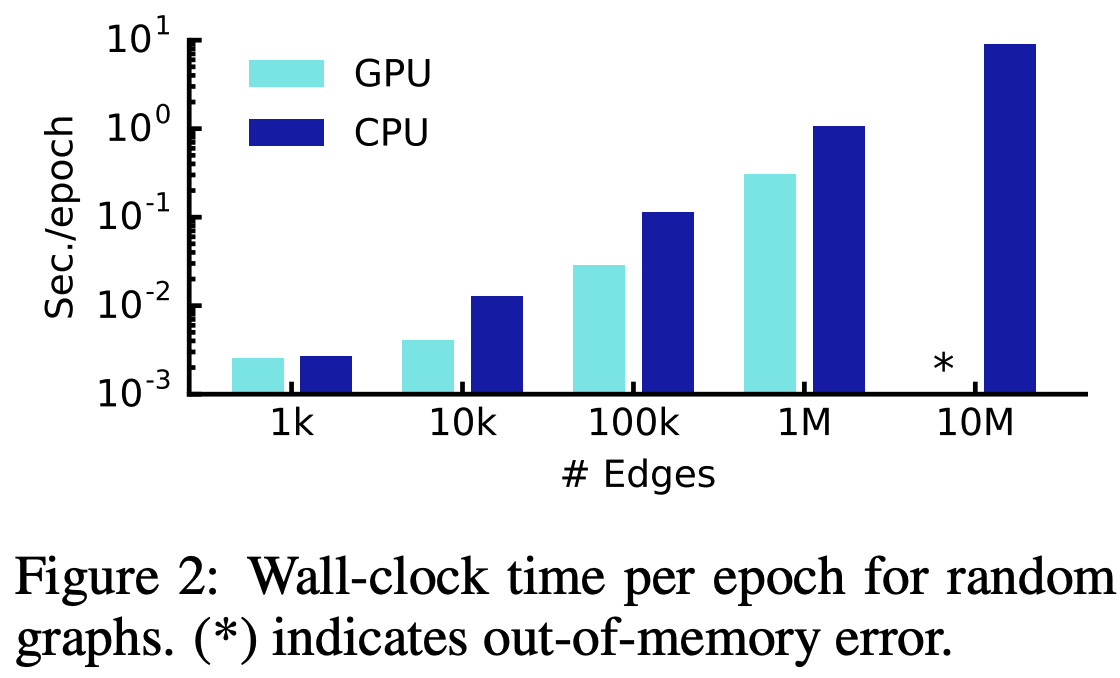 10^1
GPU
10^0
CPU
Sec./epoch
10^-1
10^-2
*
10^-3
1k 10k 100k 1M 10M
# Edges
Figure 2: Wall-clock time per epoch for random
graphs. (*) indicates out-of-memory error.